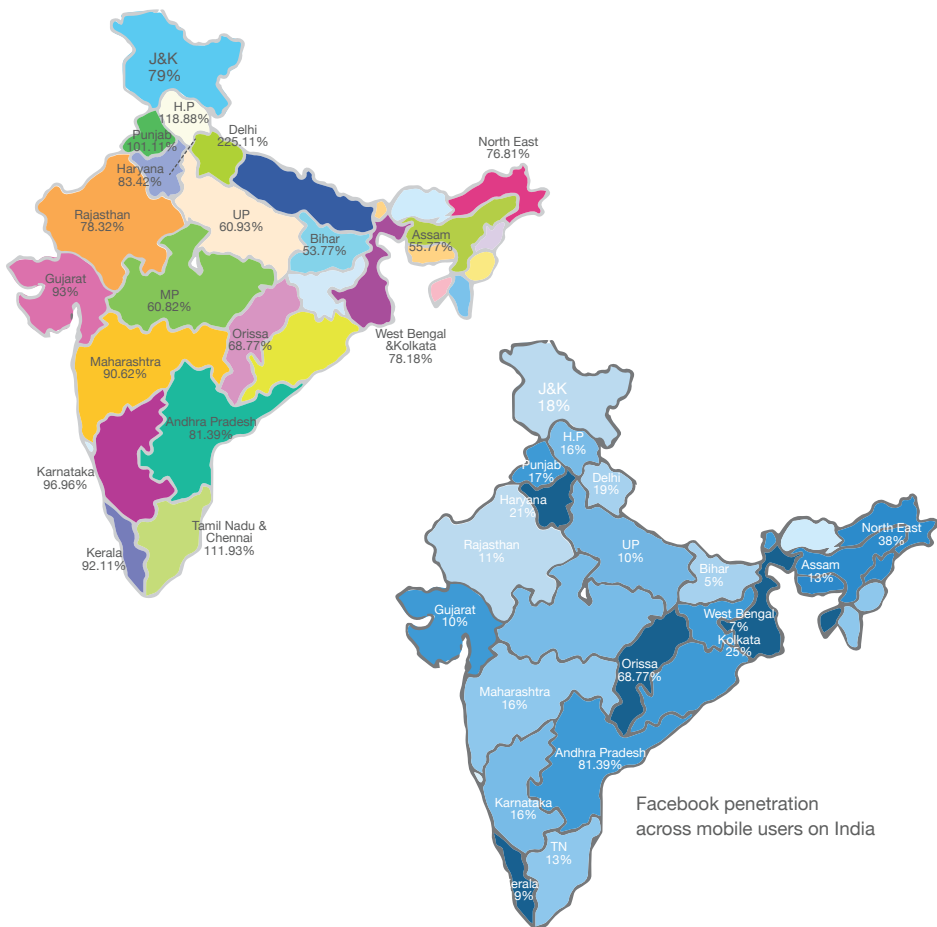 J&K
79%
H.P
118.88%
Delhi
225.11%
Punjab
101.11%
Haryana
83.42%
North East
76.81%
Rajasthan
78.32%
UP
60.93%
Bihar
53.77%
Assam
55.77%
Gujarat
93%
MP
60.82%
Orissa
68.77%
West Bengal
&Kolkata
78.18%
Maharashtra
90.62%
Andhra Pradesh
81.39%
Karnataka
96.96%
Tamil Nadu &
Chennai
111.93%
Kerala
92.11%
J&K
18%
H.P
16%
Punjab
17%
Delhi
19%
Haryana
21%
North East
38%
Rajasthan
11%
UP
10%
Bihar
5%
Assam
13%
Gujarat
10%
West Bengal
7%
Kolkata
25%
Orissa
68.77%
Maharashtra
16%
Andhra Pradesh
81.39%
Karnataka
16%
TN
13%
erala
9%
Facebook penetration
across mobile users on India